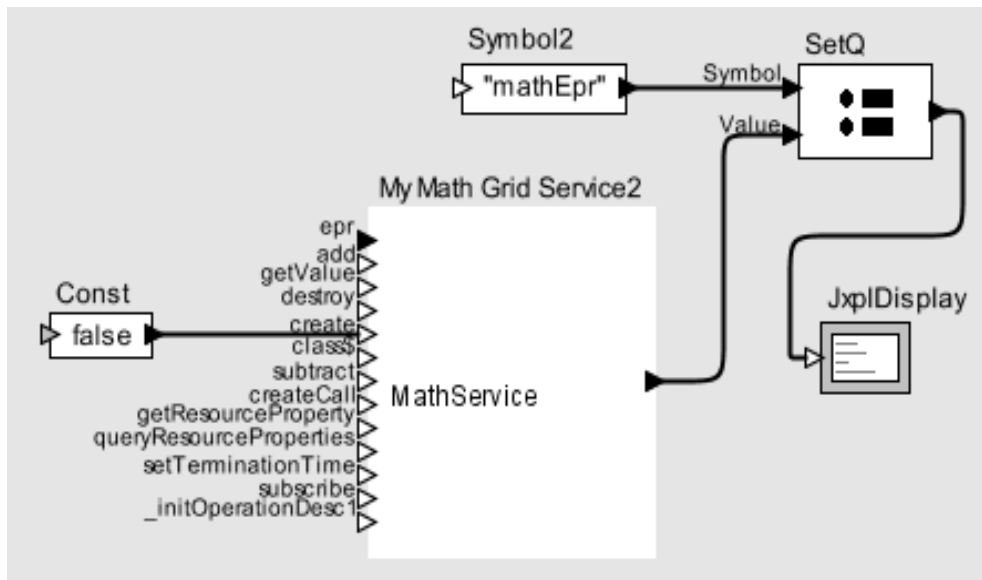 Symbol2
"mathEpr"
SetQ
Symbol
Value
My Math Grid Service2
epr
add
getValue
destroy
create
class$
subtract
createCall
getResourceProperty
queryResourceProperties
setTerminationTime
subscribe
_initOperationDesc1
MathService
Const
false
JxplDisplay